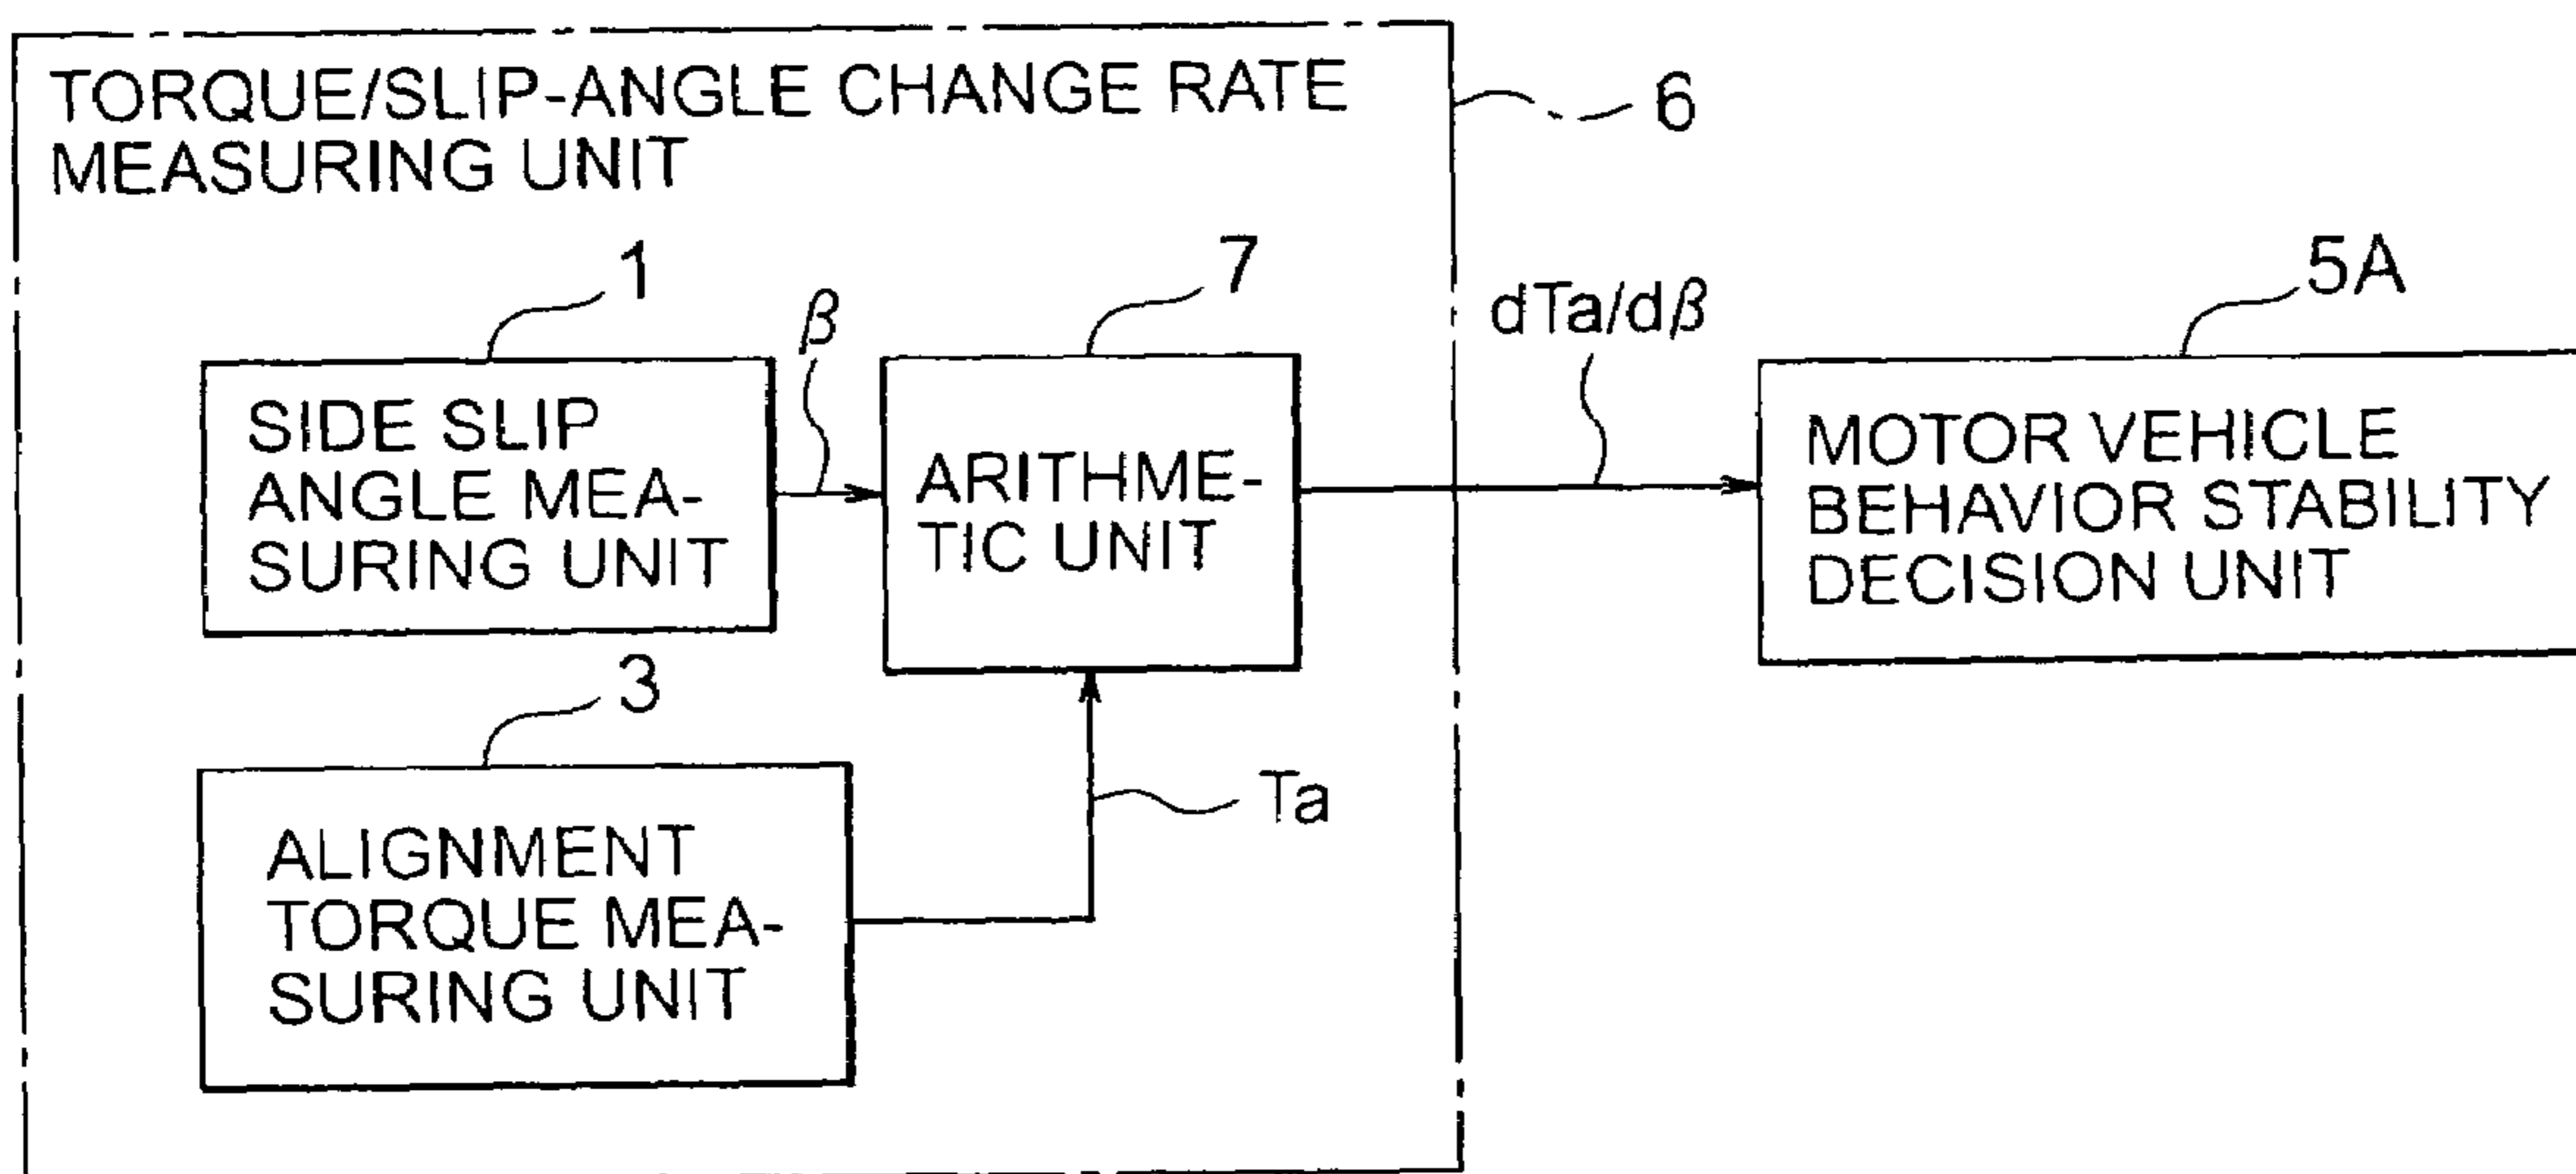 TORQUE/SLIP-ANGLE CHANGE RATE
MEASURING UNIT
6
1
β
7
dTa/dβ
5A
SIDE SLIP
ANGLE MEA-
SURING UNIT
ARITHME-
TIC UNIT
MOTOR VEHICLE
BEHAVIOR STABILITY
DECISION UNIT
3
Ta
ALIGNMENT
TORQUE MEA-
SURING UNIT